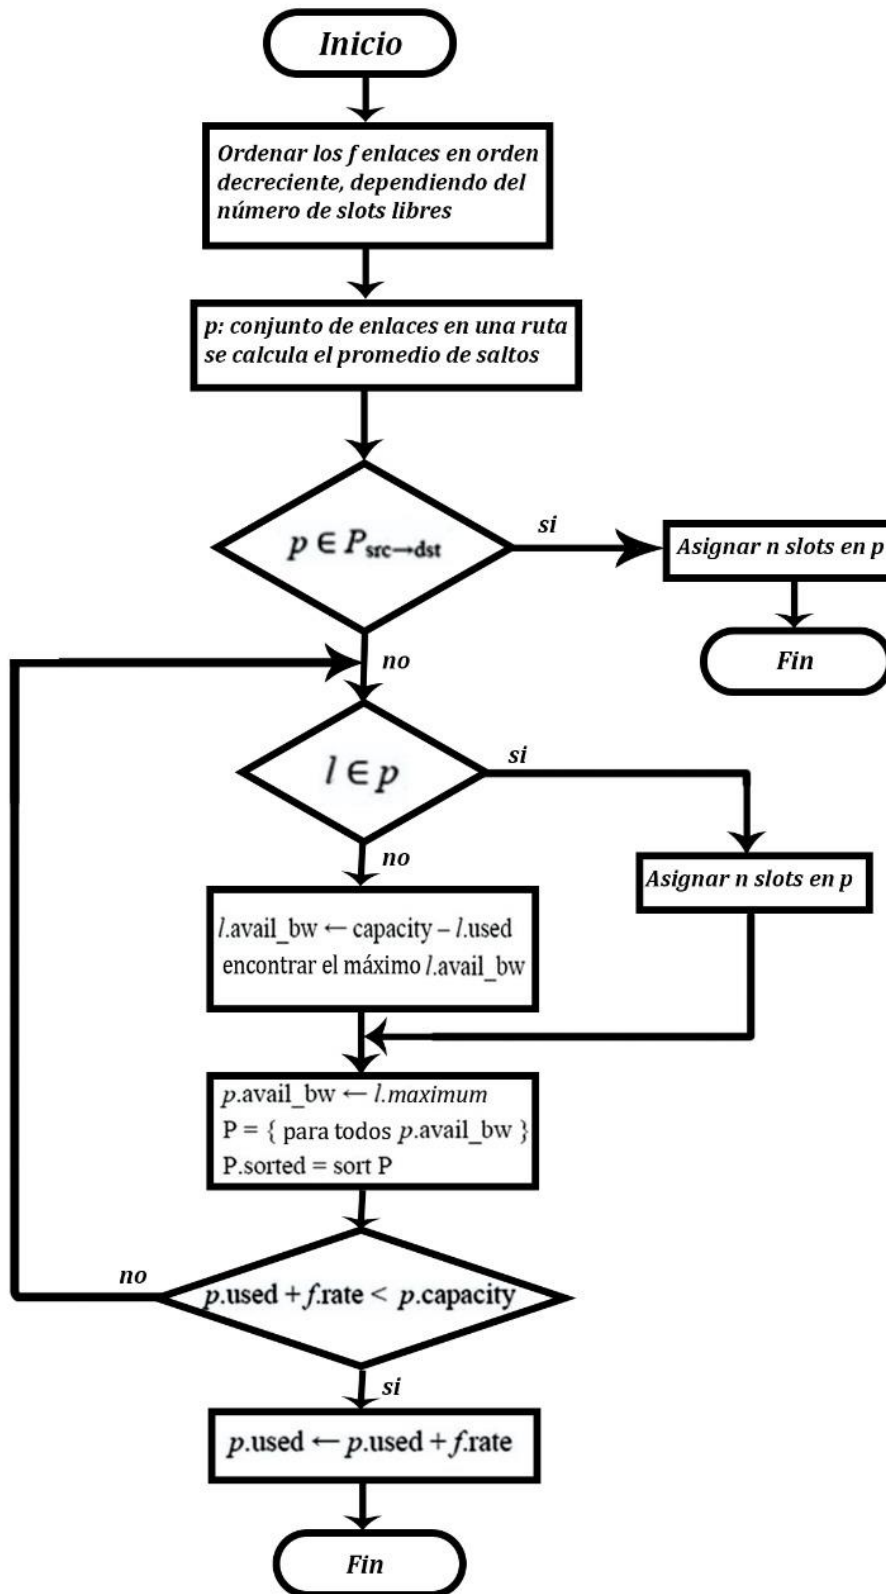 Inicio
Ordenar los f enlaces en orden
decreciente, dependiendo del
número de slots libres
p: conjunto de enlaces en una ruta
se calcula el promedio de saltos
p ∈ P src→dst
si
Asignar n slots en p
Fin
no
l ∈ p
si
no
Asignar n slots en p
l.avail_bw ← capacity – l.used
encontrar el máximo l.avail_bw
p.avail_bw ← l.maximum
P = { para todos p.avail_bw }
P.sorted = sort P
no
p.used + f.rate < p.capacity
si
p.used ← p.used + f.rate
Fin